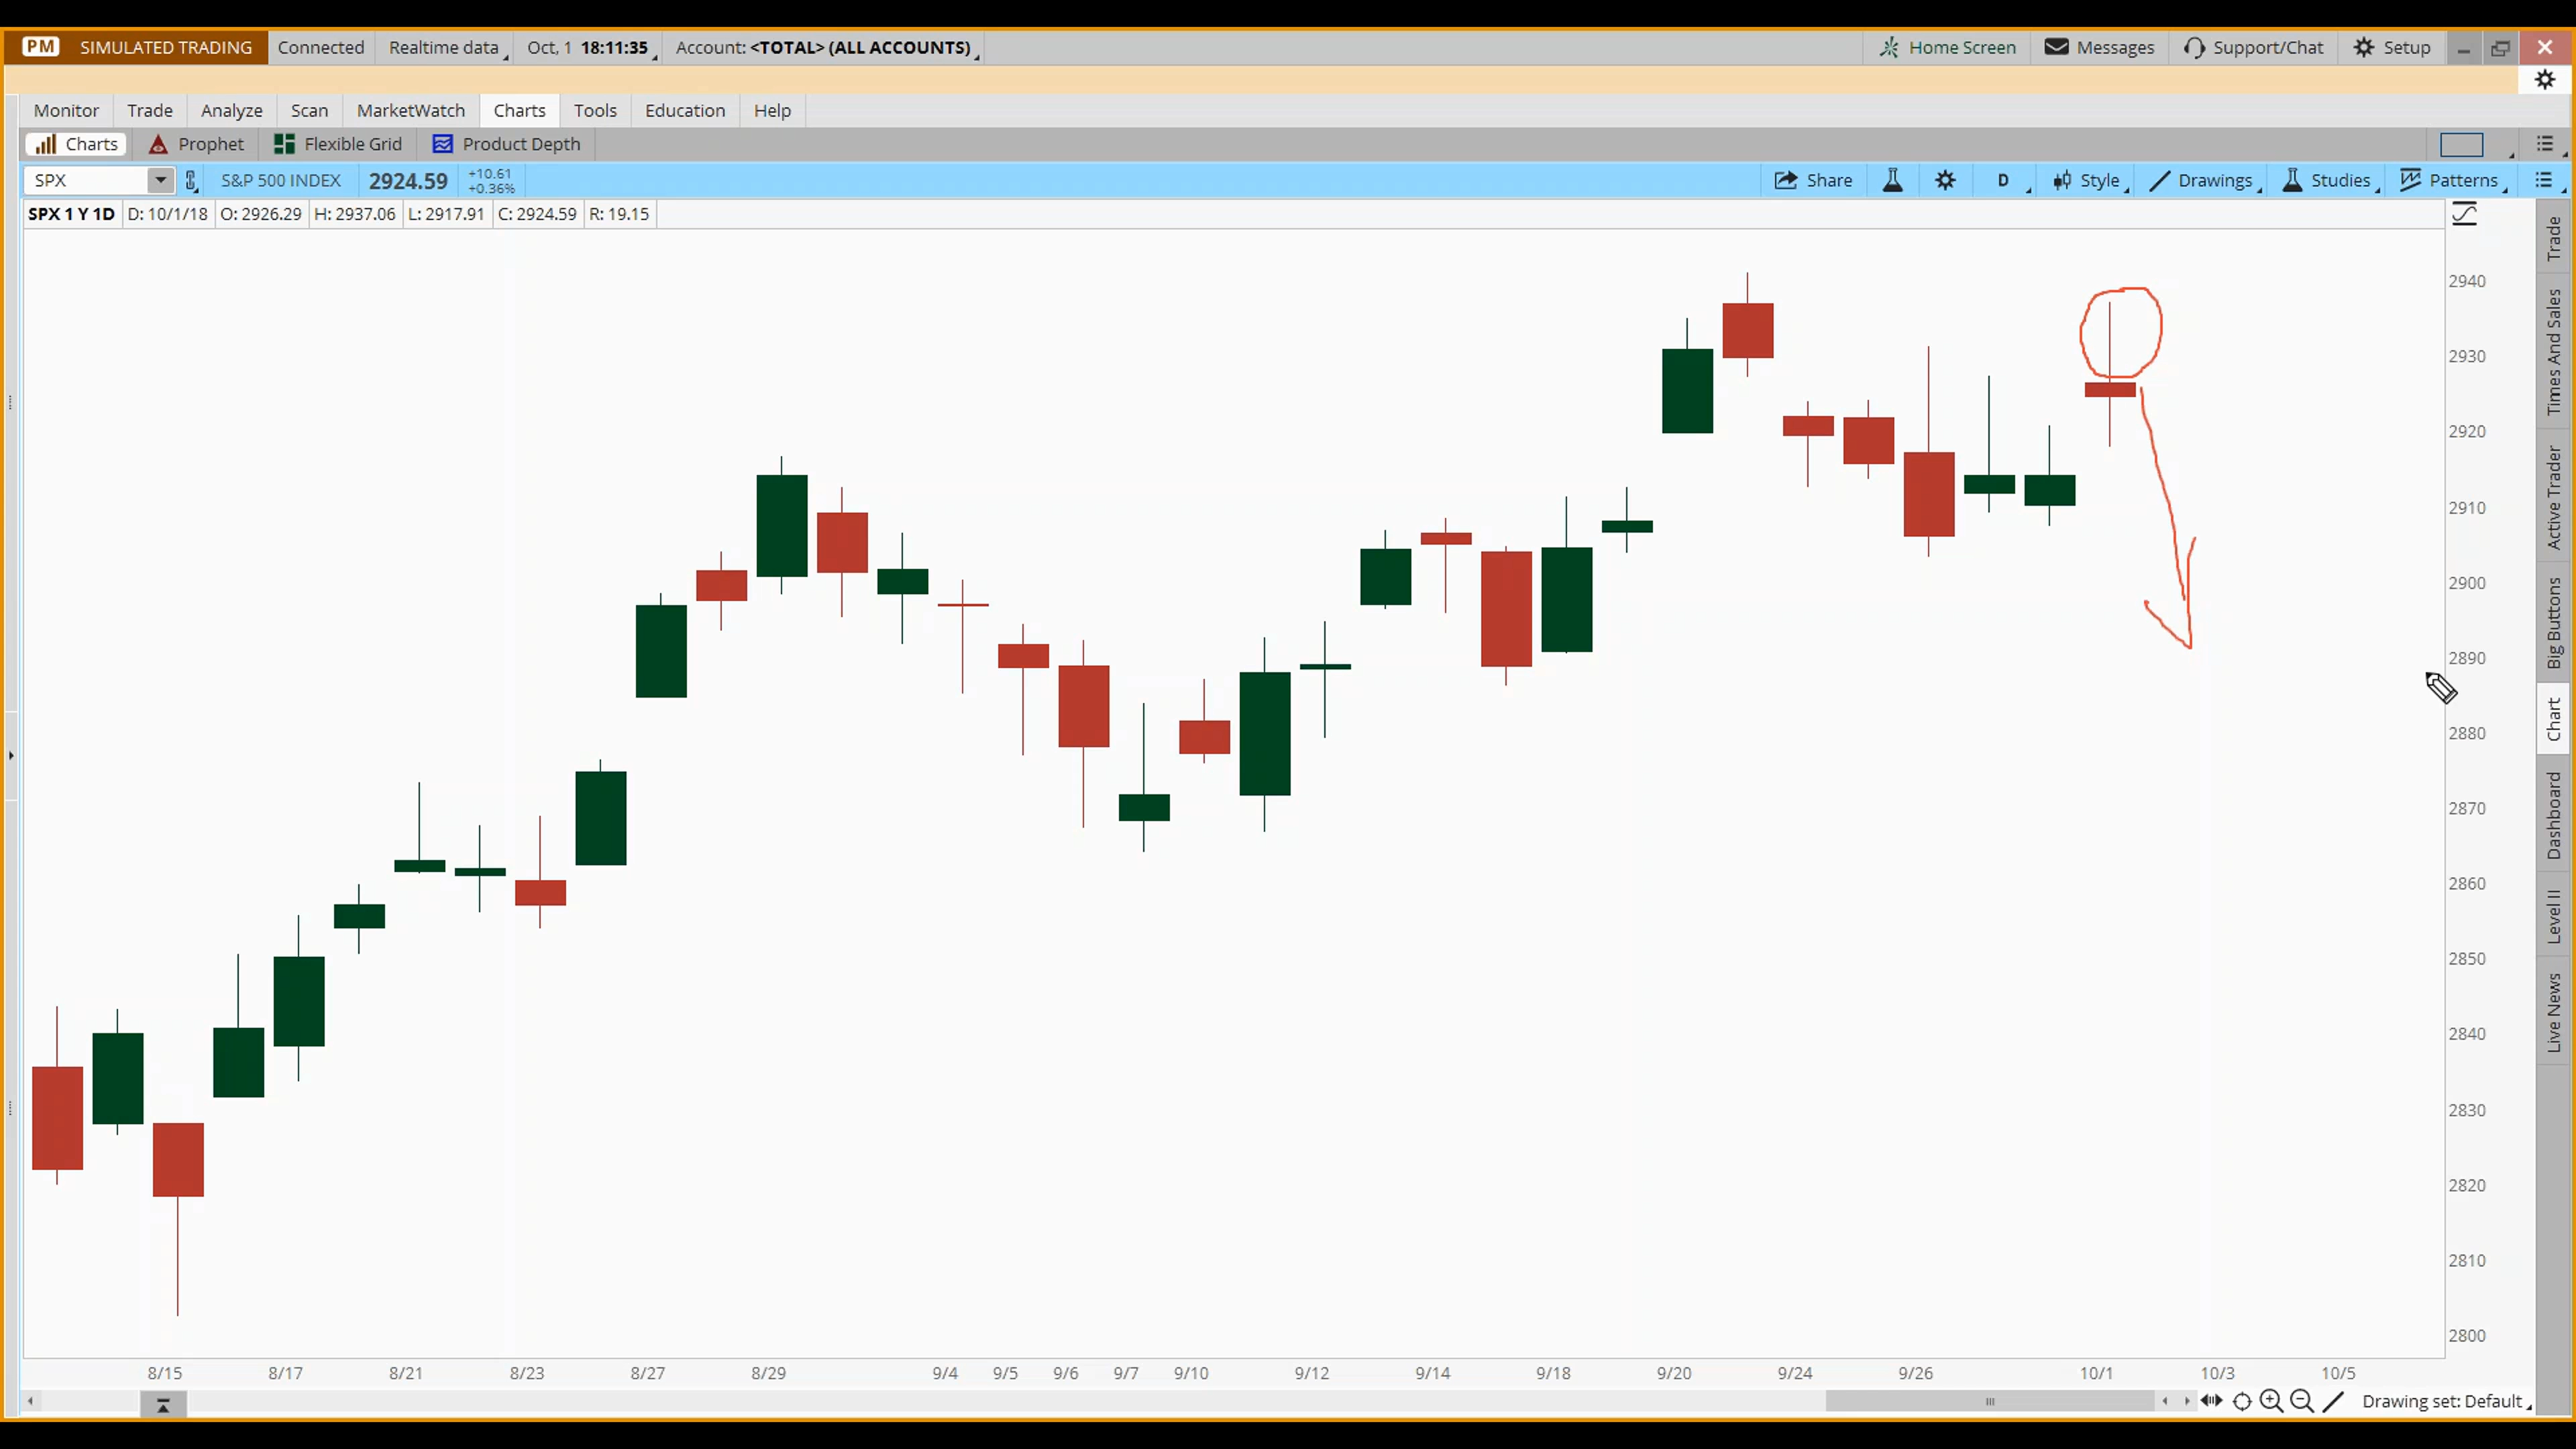 PM SIMULATED TRADING Connected Realtime data Oct, 1 18:11:35 Account: <TOTAL> (ALL ACCOUNTS) Home Screen Messages Support/Chat Setup
Monitor Trade Analyze Scan MarketWatch Charts Tools Education Help
Charts Prophet Flexible Grid Product Depth
SPX S&P 500 INDEX 2924.59 +10.61 +0.36% Share D Style Drawings Studies Patterns
SPX 1 Y 1D D: 10/1/18 O: 2926.29 H: 2937.06 L: 2917.91 C: 2924.59 R: 19.15
2940
2930
2920
2910
2900
2890
2880
2870
2860
2850
2840
2830
2820
2810
2800
8/15 8/17 8/21 8/23 8/27 8/29 9/4 9/5 9/6 9/7 9/10 9/12 9/14 9/18 9/20 9/24 9/26 10/1 10/3 10/5
Drawing set: Default
Trade
Times And Sales
Active Trader
Big Buttons
Chart
Dashboard
Level II
Live News